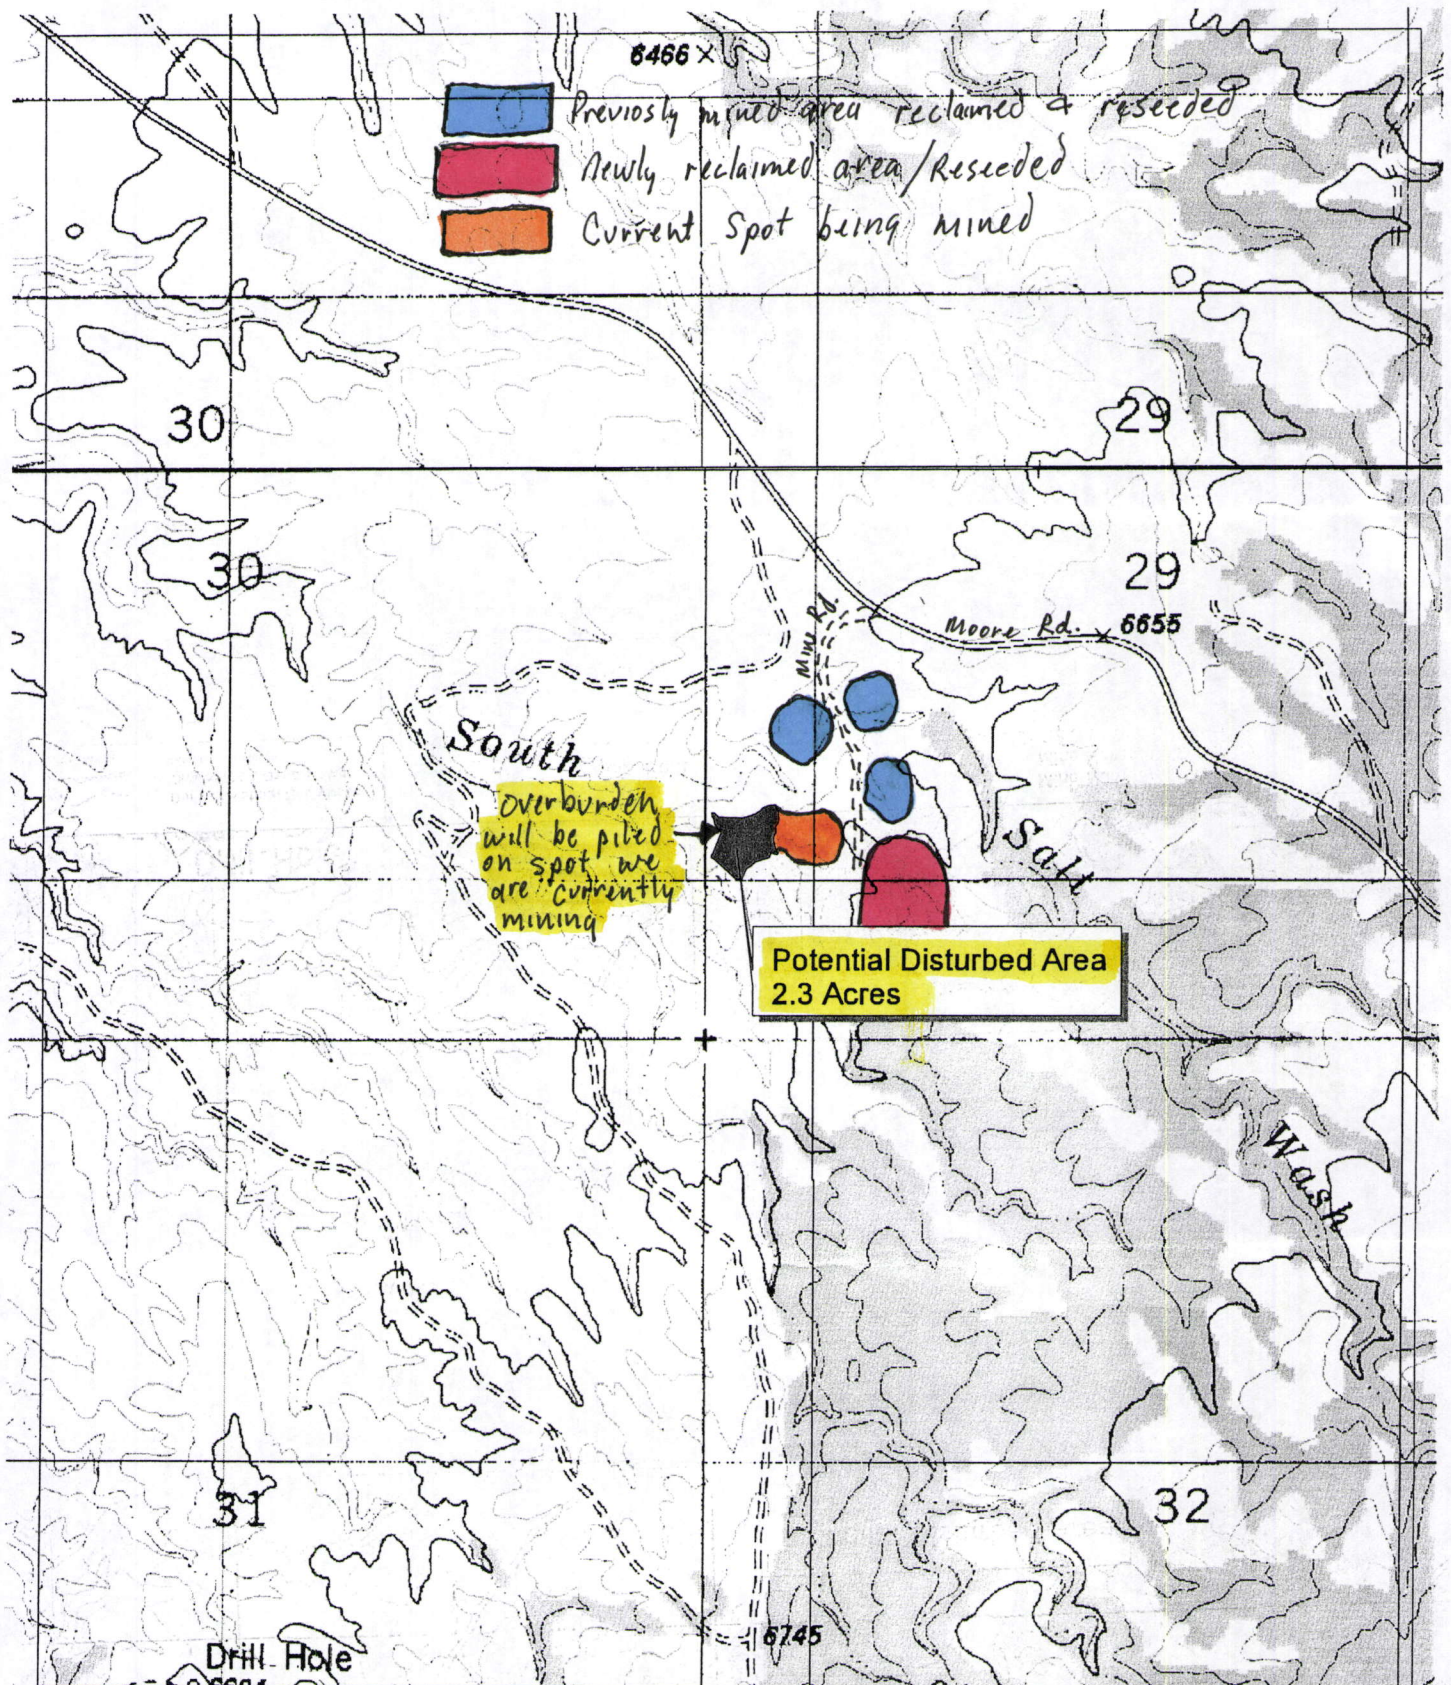 6466
Previosly mined area reclaimed & reseeded
Newly reclaimed area/Reseeded
Current Spot being mined
30
29
30
29
Mine Rd.
Moore Rd.
6655
South
overburden
will be piled
on spot we
are currently
mining
Salt
Potential Disturbed Area
2.3 Acres
Wash
31
32
6745
Drill Hole